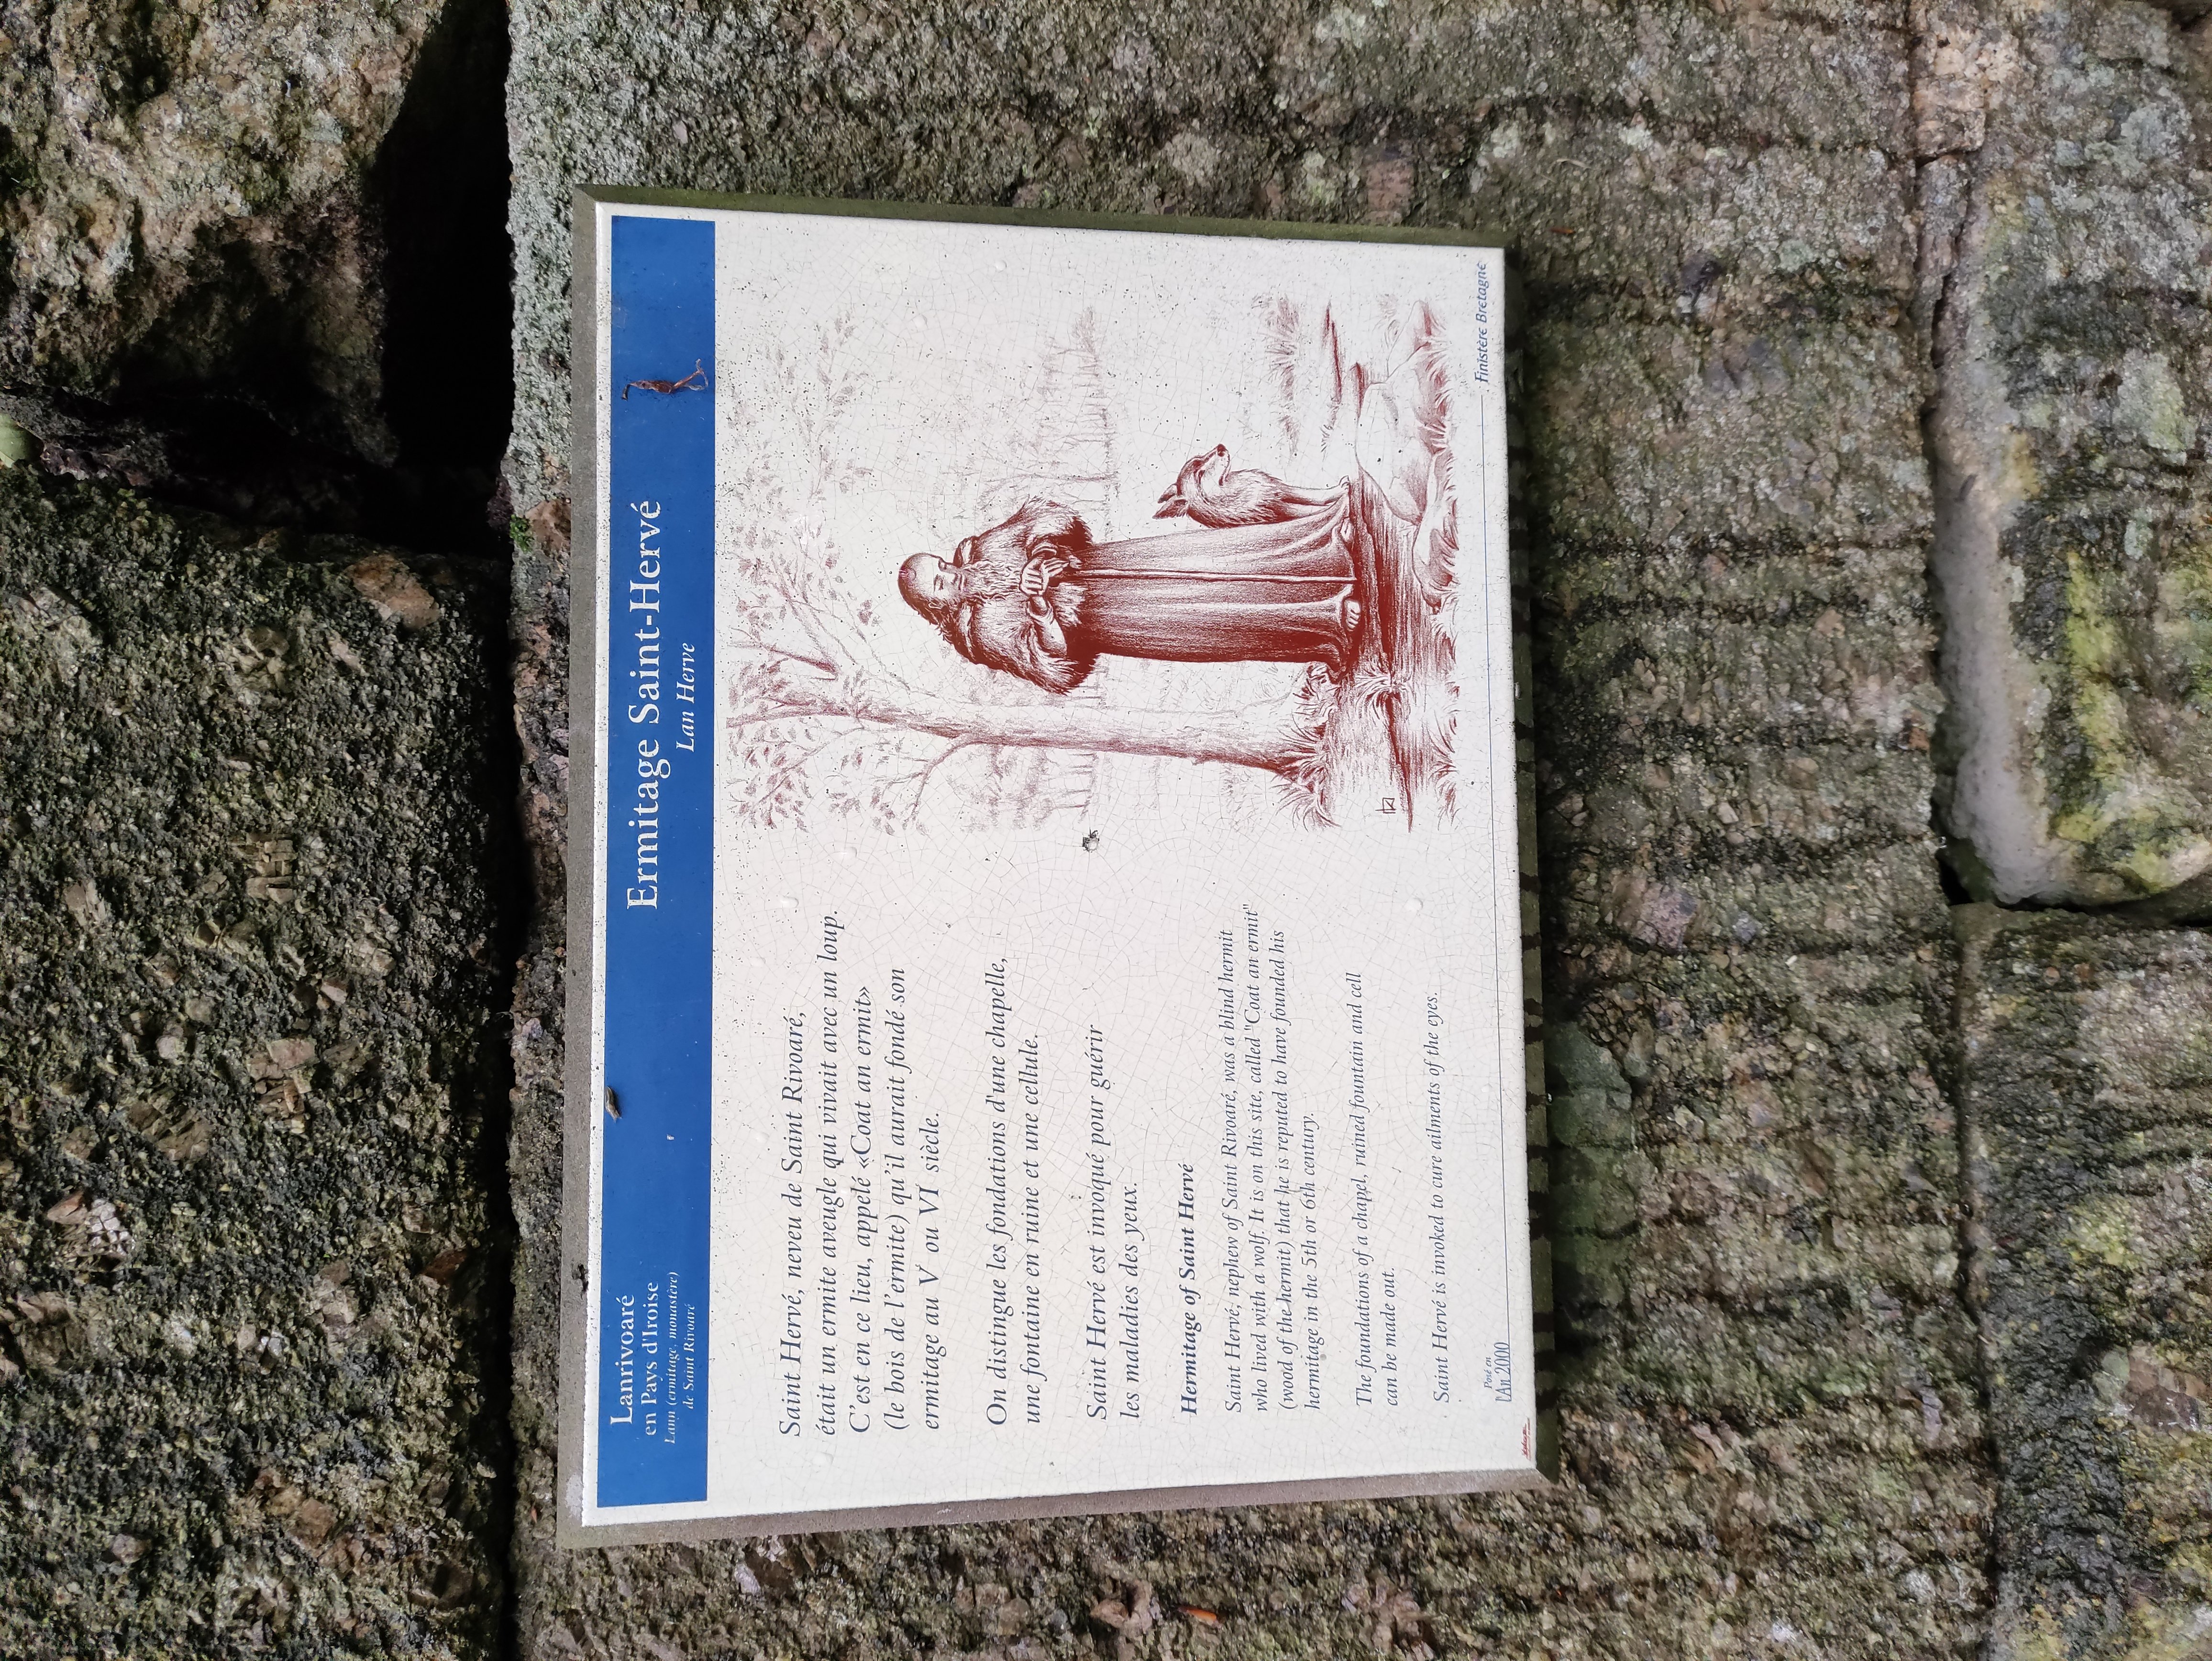 Lanrivoaré
en Pays d'Iroise
Lann (ermitage, monastère)
de Saint Rivoaré
Ermitage Saint-Hervé
Lan Herve
Saint Hervé, neveu de Saint Rivoaré,
était un ermite aveugle qui vivait avec un loup.
C'est en ce lieu, appelé «Coat an ermit»
(le bois de l'ermite) qu'il aurait fondé son
ermitage au V ou VI siècle.
On distingue les fondations d'une chapelle,
une fontaine en ruine et une cellule.
Saint Hervé est invoqué pour guérir
les maladies des yeux.
Hermitage of Saint Hervé
Saint Hervé, nephew of Saint Rivoaré, was a blind hermit
who lived with a wolf. It is on this site, called "Coat an ermit"
(wood of the hermit) that he is reputed to have founded his
hermitage in the 5th or 6th century.
The foundations of a chapel, ruined fountain and cell
can be made out.
Saint Hervé is invoked to cure ailments of the eyes.
Posé en
l'An 2000
Finistère Bretagne